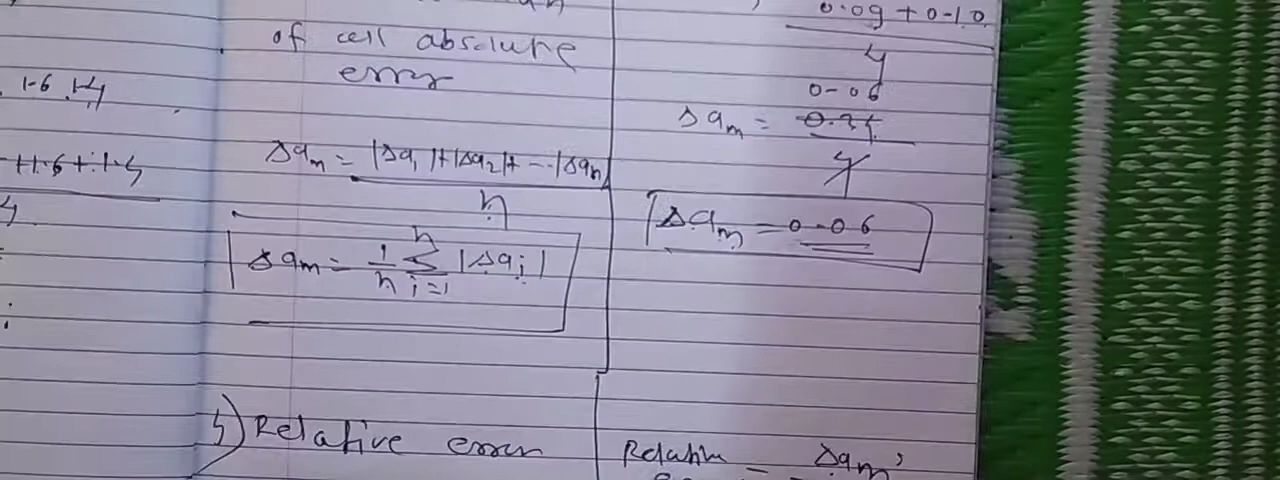 of cell absolute
error
Δam = |Δa1|+|Δa2|+---|Δan|
n
Δam = 1/n n∑i=1 |Δai|
5) Relative error
1.6 1.4
+1.6+1.4
4
0.09 + 0.10
4
0.06
Δam = 0.24
4
Δam = 0.06
Relative = Δam